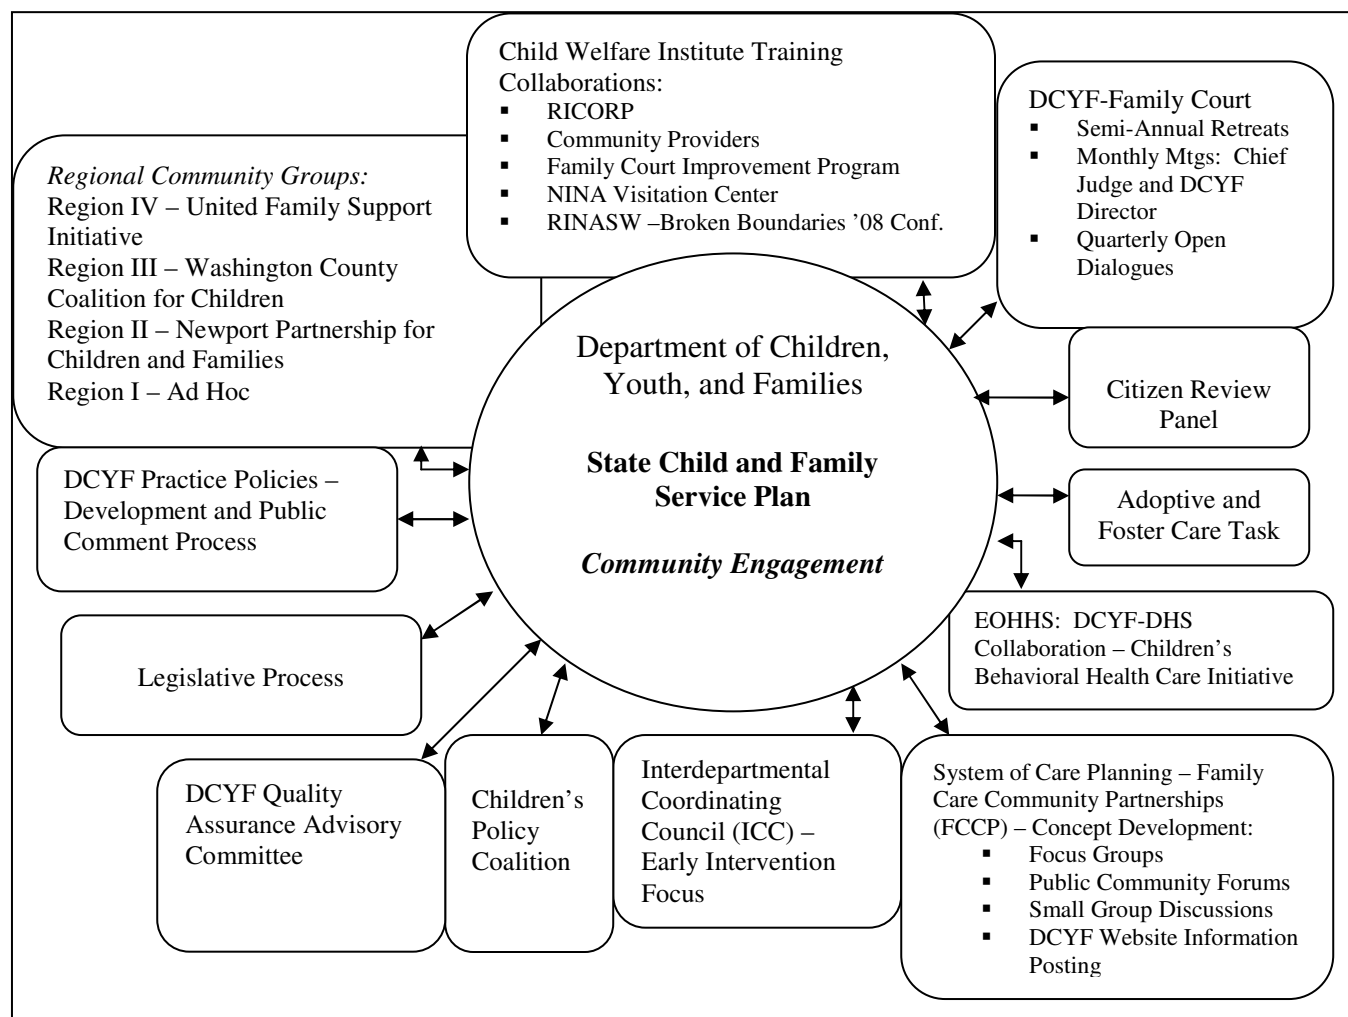 Child Welfare Institute Training
Collaborations:
▪ RICORP
▪ Community Providers
▪ Family Court Improvement Program
▪ NINA Visitation Center
▪ RINASW –Broken Boundaries ’08 Conf.
DCYF-Family Court
▪ Semi-Annual Retreats
▪ Monthly Mtgs: Chief
Judge and DCYF
Director
▪ Quarterly Open
Dialogues
Regional Community Groups:
Region IV – United Family Support
Initiative
Region III – Washington County
Coalition for Children
Region II – Newport Partnership for
Children and Families
Region I – Ad Hoc
Department of Children,
Youth, and Families
State Child and Family
Service Plan
Community Engagement
Citizen Review
Panel
DCYF Practice Policies –
Development and Public
Comment Process
Adoptive and
Foster Care Task
EOHHS: DCYF-DHS
Collaboration – Children’s
Behavioral Health Care Initiative
Legislative Process
DCYF Quality
Assurance Advisory
Committee
Children’s
Policy
Coalition
Interdepartmental
Coordinating
Council (ICC) –
Early Intervention
Focus
System of Care Planning – Family
Care Community Partnerships
(FCCP) – Concept Development:
▪ Focus Groups
▪ Public Community Forums
▪ Small Group Discussions
▪ DCYF Website Information
Posting